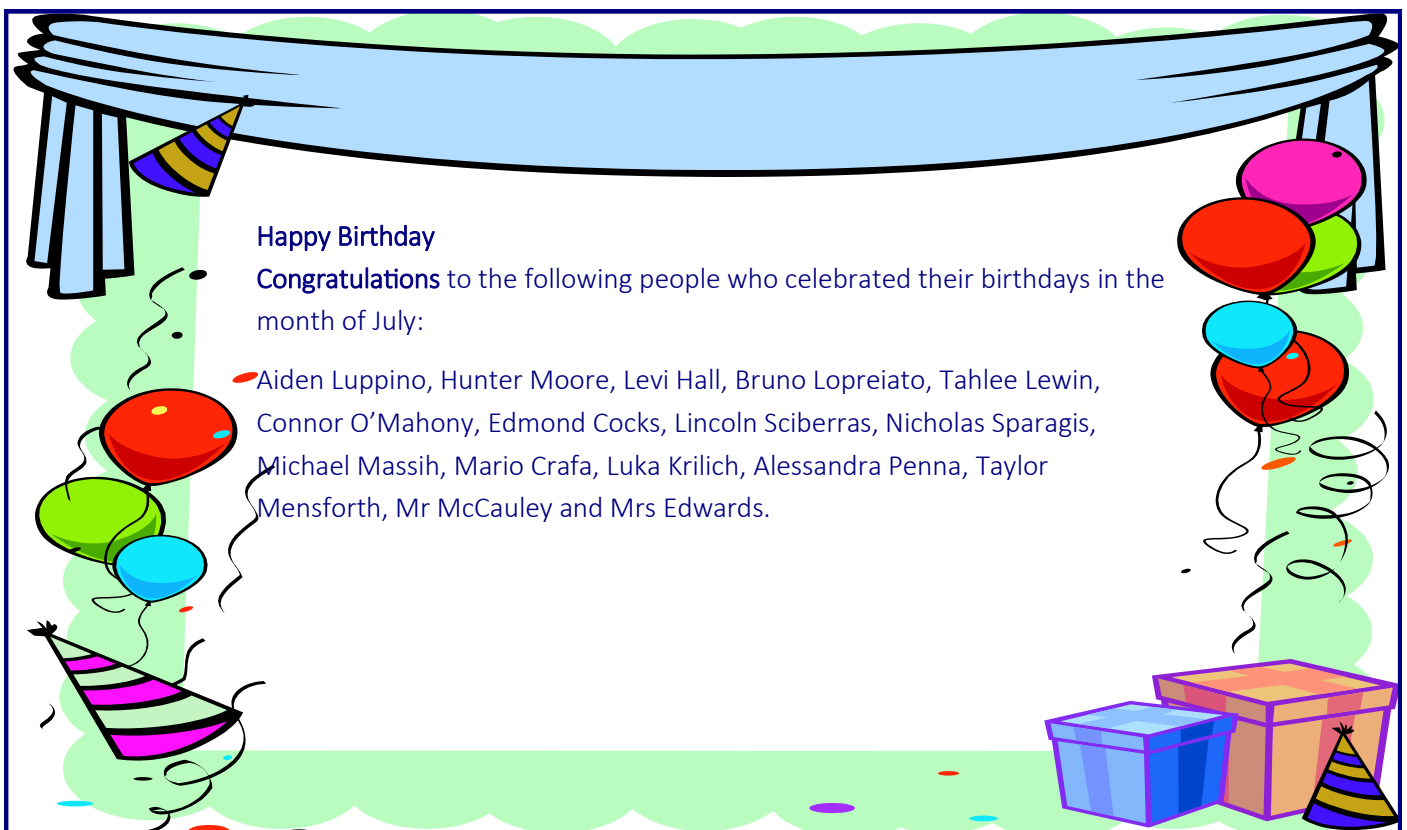 Happy Birthday
Congratulations to the following people who celebrated their birthdays in the
month of July:
Aiden Luppino, Hunter Moore, Levi Hall, Bruno Lopreiato, Tahlee Lewin,
Connor O’Mahony, Edmond Cocks, Lincoln Sciberras, Nicholas Sparagis,
Michael Massih, Mario Crafa, Luka Krilich, Alessandra Penna, Taylor
Mensforth, Mr McCauley and Mrs Edwards.